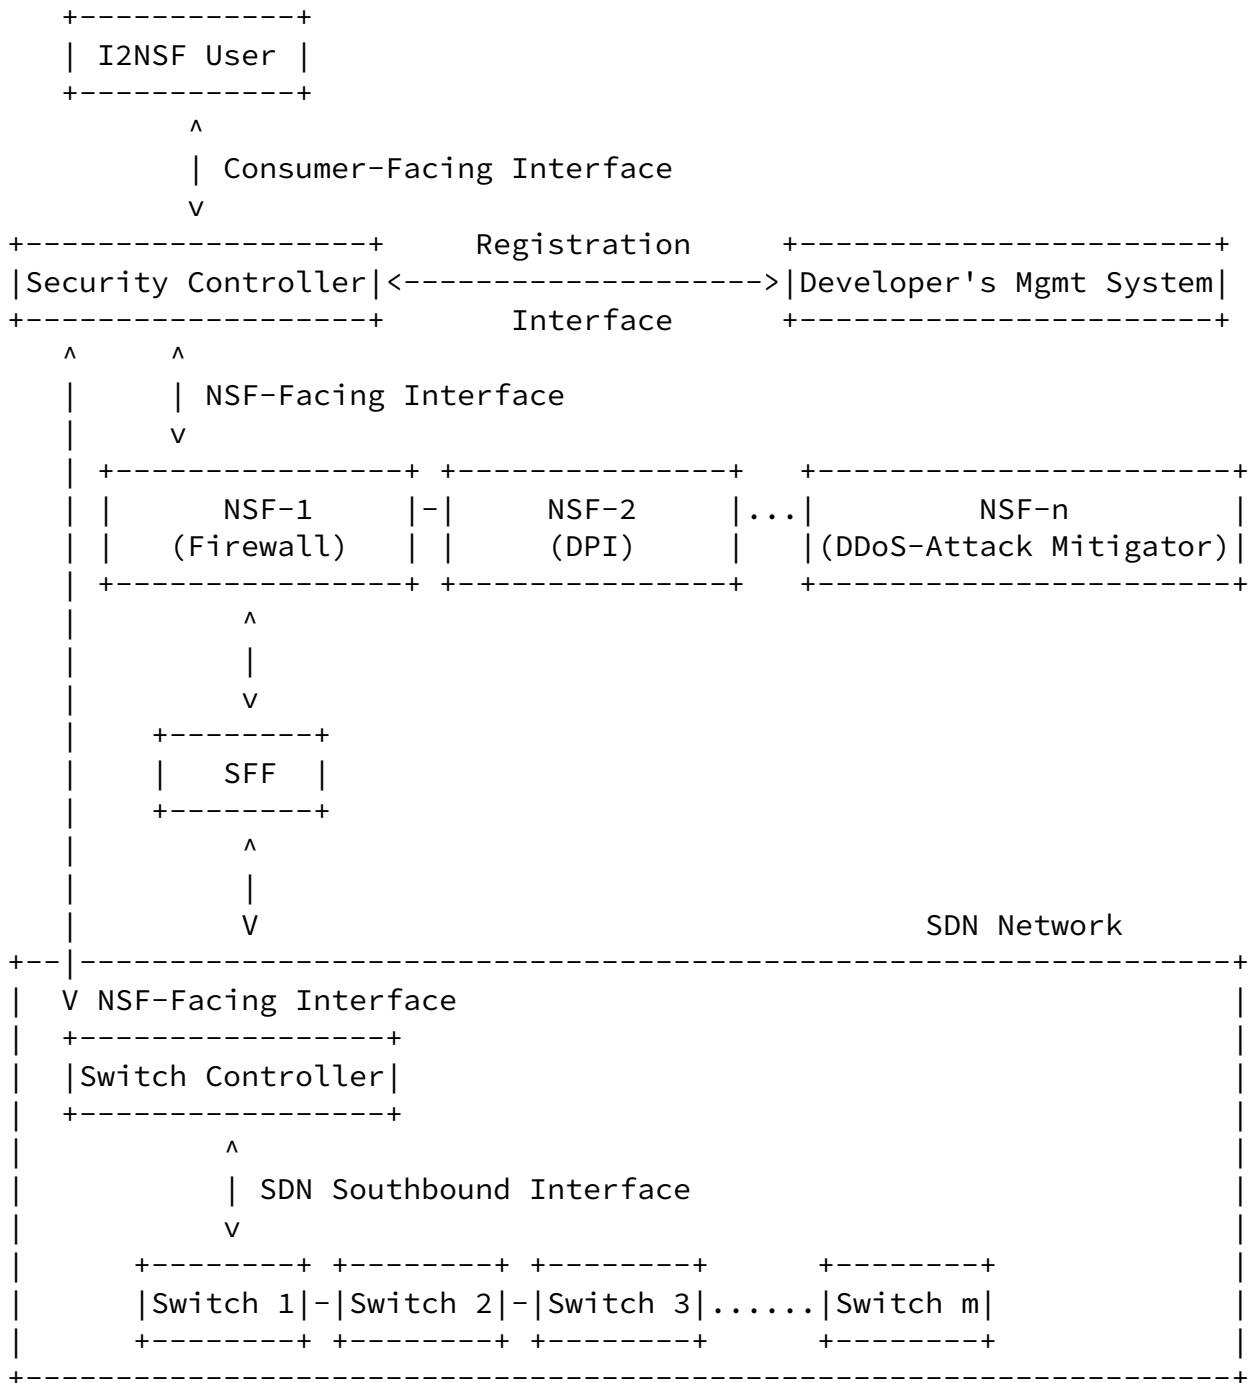 I2NSF User
Consumer-Facing Interface
Registration
Security Controller
Developer's Mgmt System
Interface
NSF-Facing Interface
NSF-1 NSF-2 ... NSF-n
(Firewall) (DPI) (DDoS-Attack Mitigator)
SFF
SDN Network
NSF-Facing Interface
Switch Controller
SDN Southbound Interface
Switch 1 - Switch 2 - Switch 3 ...... Switch m